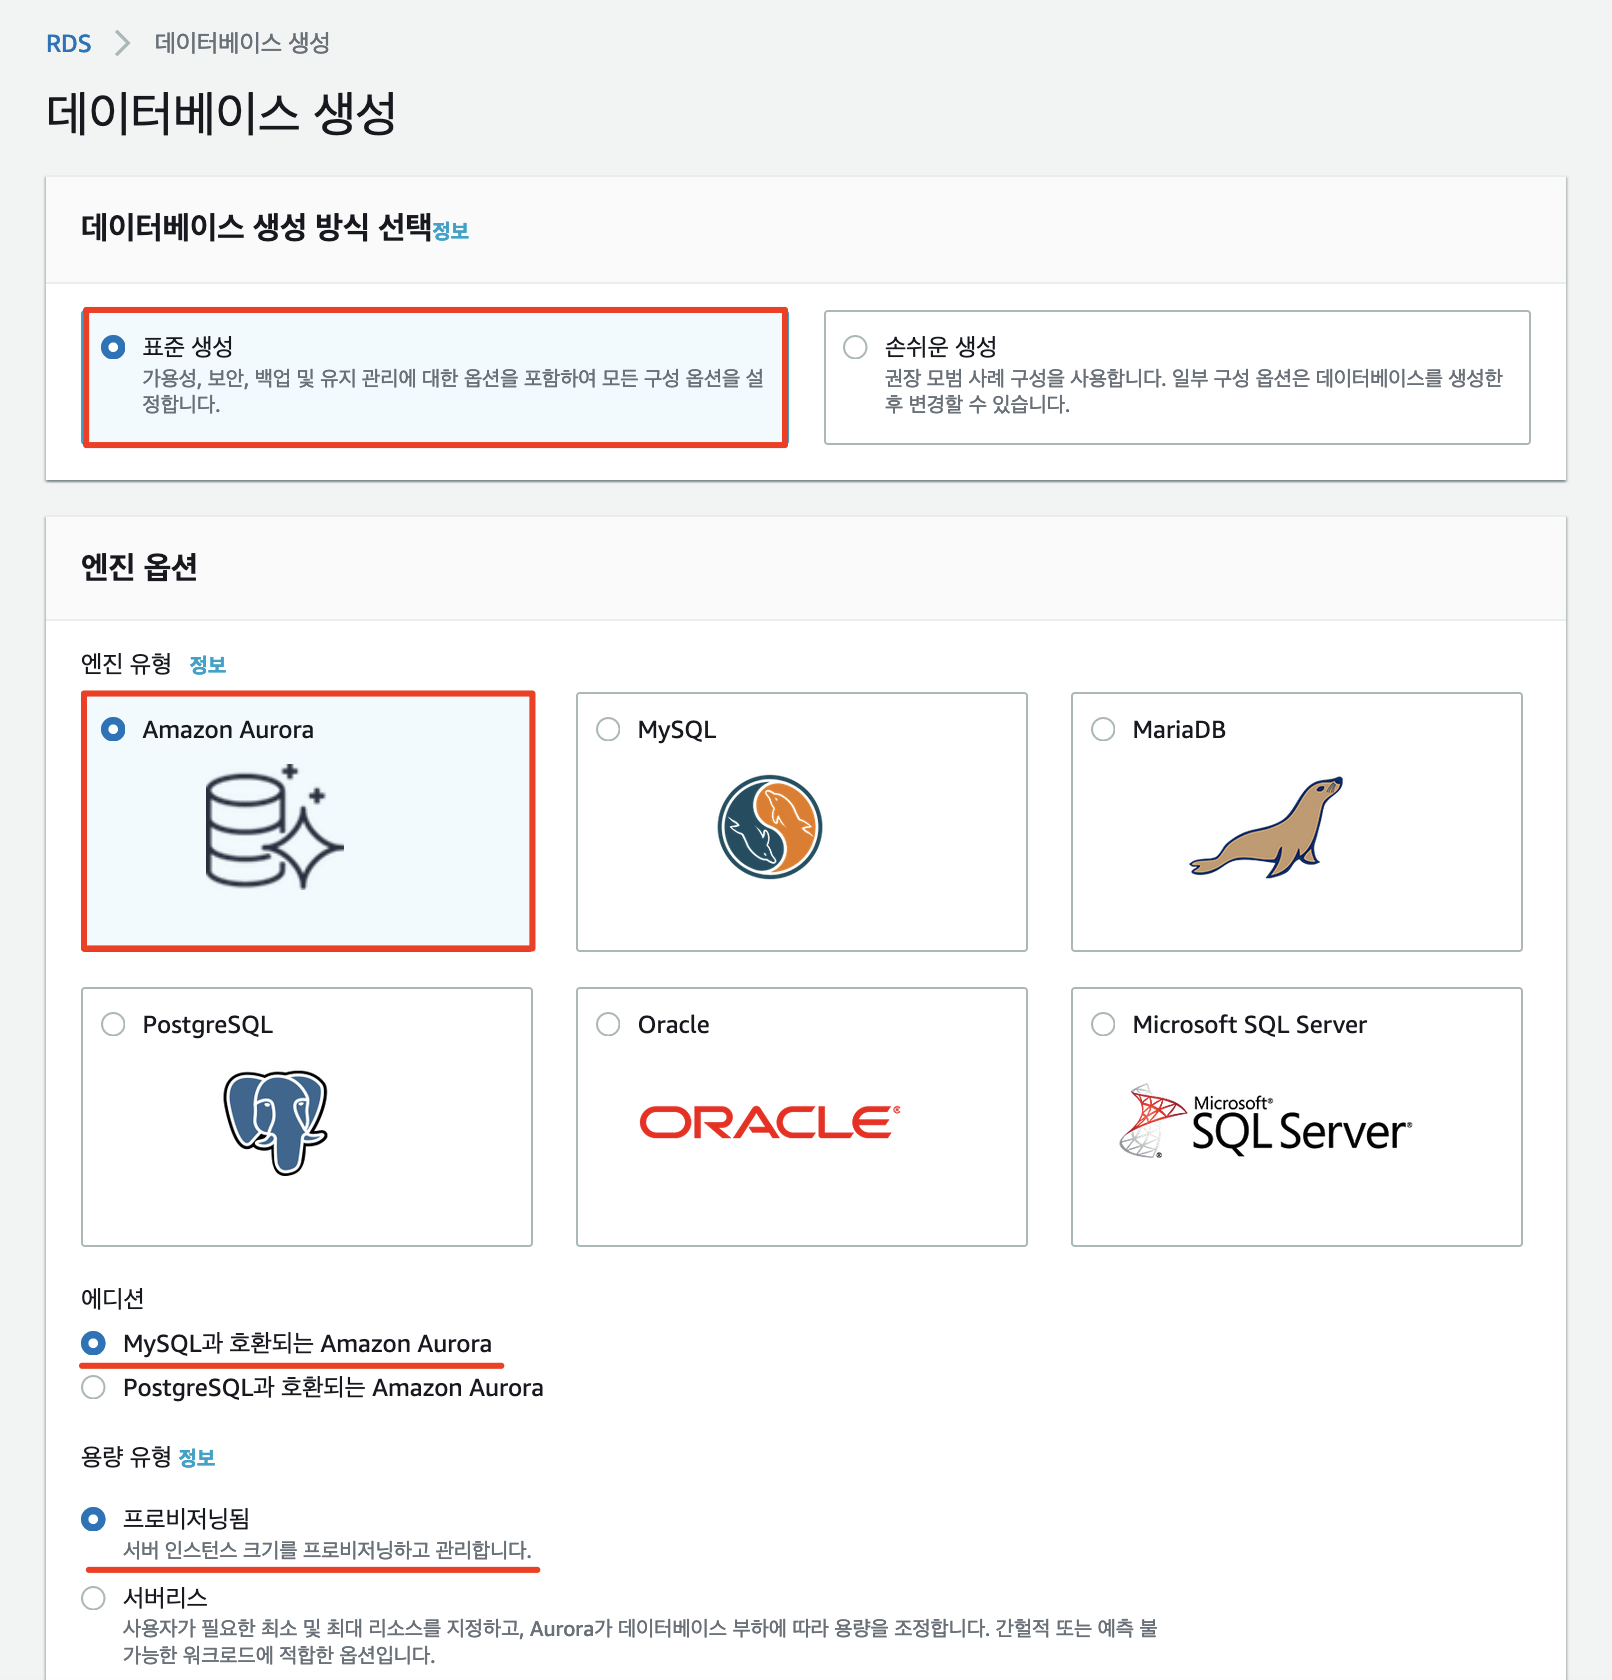 RDS > 데이터베이스 생성
데이터베이스 생성
데이터베이스 생성 방식 선택정보
표준 생성
가용성, 보안, 백업 및 유지 관리에 대한 옵션을 포함하여 모든 구성 옵션을 설
정합니다.
손쉬운 생성
권장 모범 사례 구성을 사용합니다. 일부 구성 옵션은 데이터베이스를 생성한
후 변경할 수 있습니다.
엔진 옵션
엔진 유형 정보
Amazon Aurora
MySQL
MariaDB
PostgreSQL
Oracle
ORACLE®
Microsoft SQL Server
Microsoft®
SQL Server®
에디션
MySQL과 호환되는 Amazon Aurora
PostgreSQL과 호환되는 Amazon Aurora
용량 유형 정보
프로비저닝됨
서버 인스턴스 크기를 프로비저닝하고 관리합니다.
서버리스
사용자가 필요한 최소 및 최대 리소스를 지정하고, Aurora가 데이터베이스 부하에 따라 용량을 조정합니다. 간헐적 또는 예측 불
가능한 워크로드에 적합한 옵션입니다.